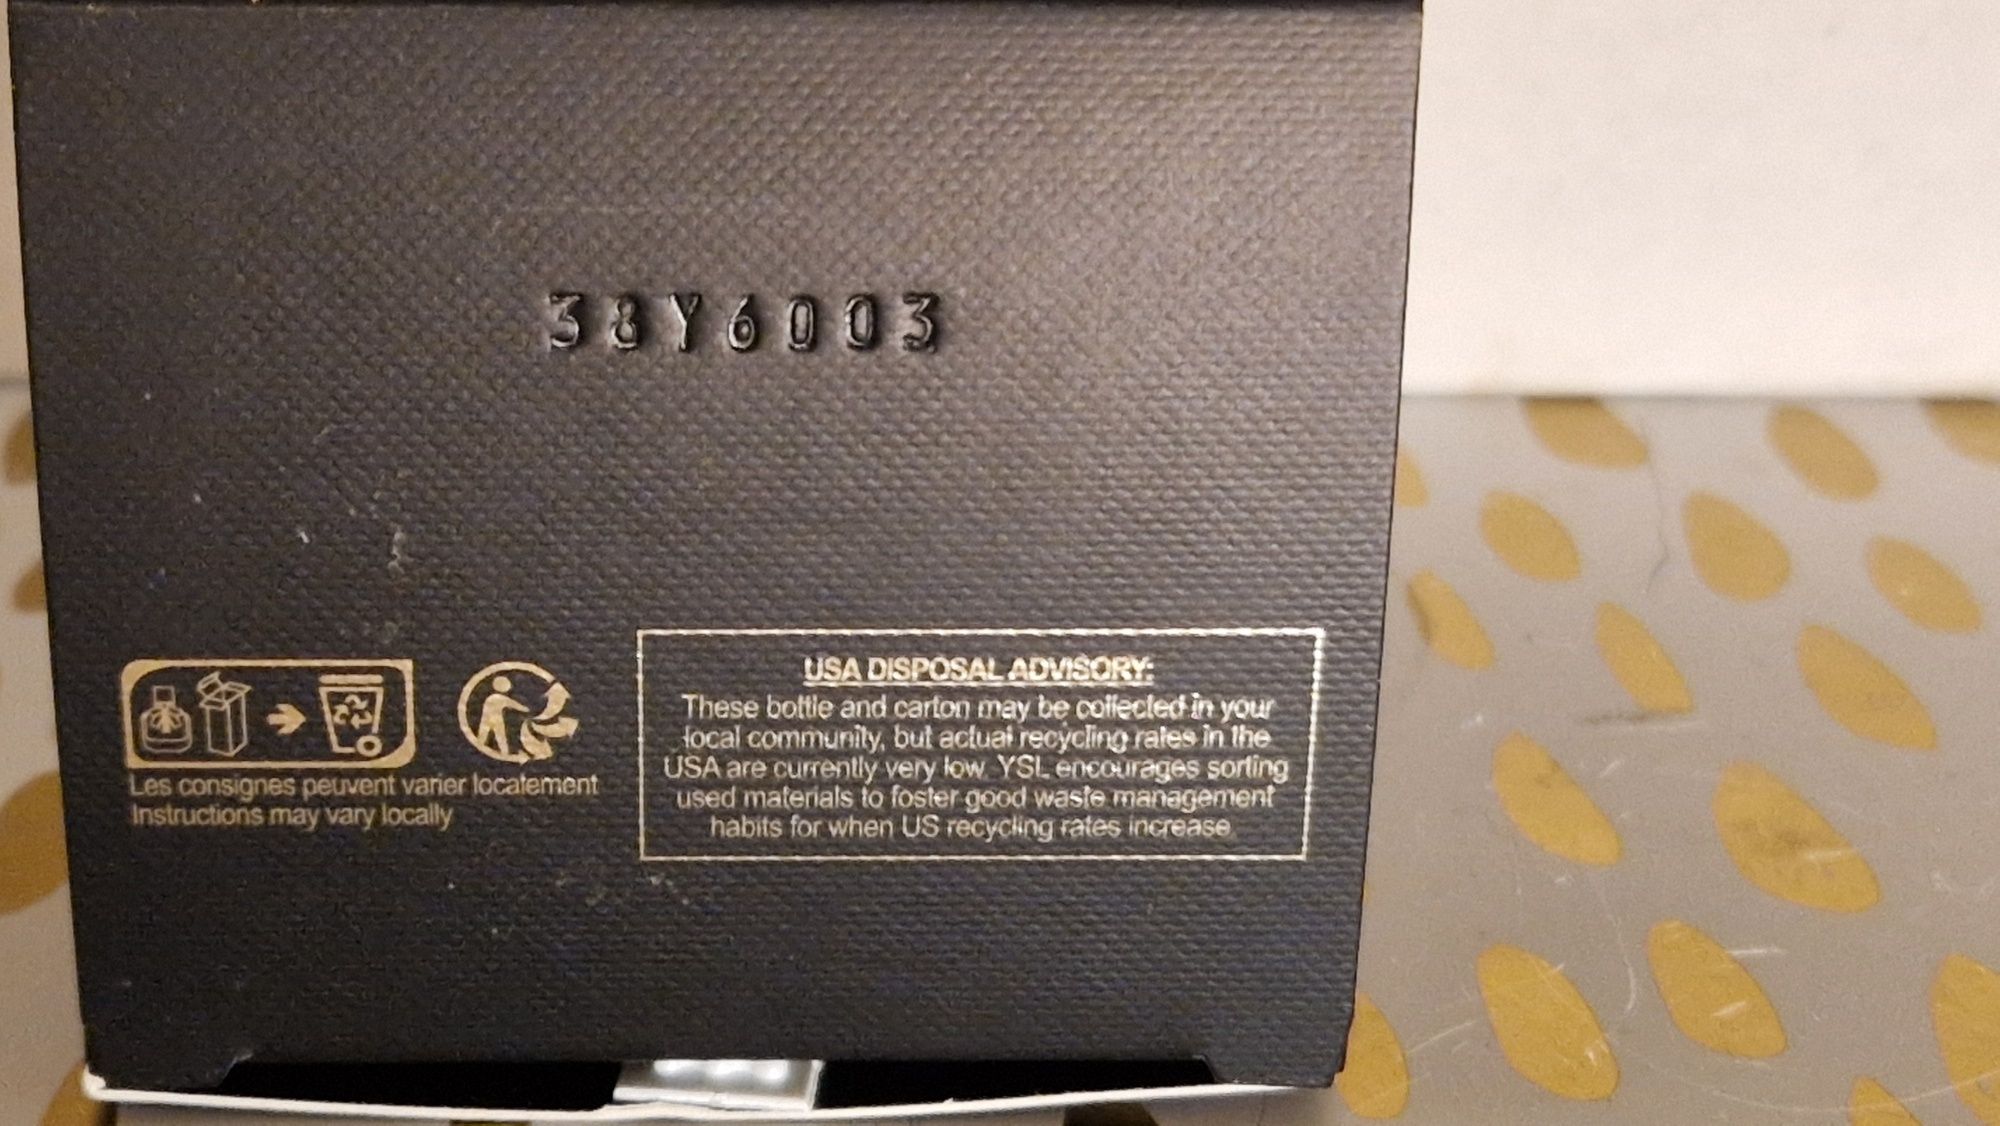 38Y6003
Les consignes peuvent varier localement
Instructions may vary locally
USA DISPOSAL ADVISORY:
These bottle and carton may be collected in your
local community, but actual recycling rates in the
USA are currently very low. YSL encourages sorting
used materials to foster good waste management
habits for when US recycling rates increase.